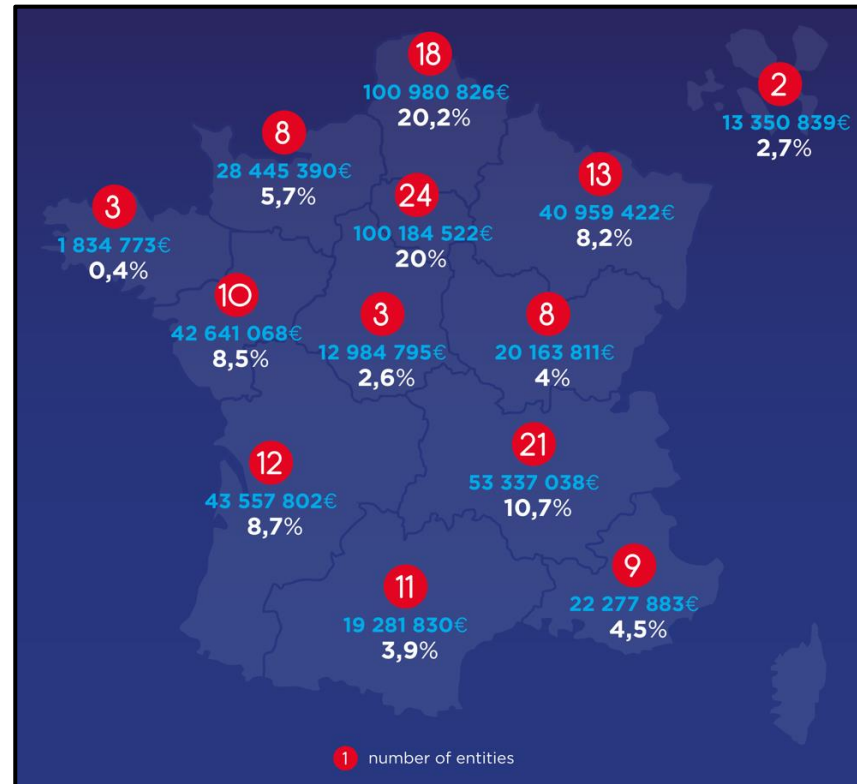 18
100 980 826€
20,2%
2
13 350 839€
2,7%
8
28 445 390€
5,7%
13
40 959 422€
8,2%
24
100 184 522€
20%
3
1 834 773€
0,4%
10
42 641 068€
8,5%
3
12 984 795€
2,6%
8
20 163 811€
4%
12
43 557 802€
8,7%
21
53 337 038€
10,7%
9
22 277 883€
4,5%
11
19 281 830€
3,9%
1 number of entities